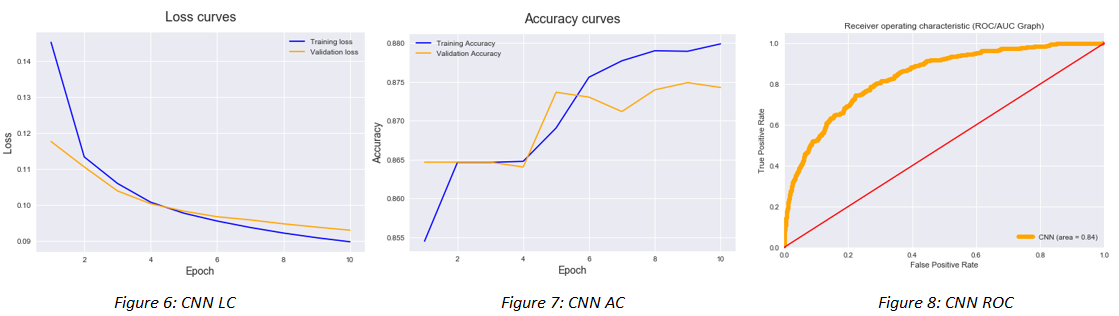 Loss curves
Training loss
Validation loss
0.14
0.13
0.12
0.11
0.10
0.09
Loss
2 4 6 8 10
Epoch
Figure 6: CNN LC
Accuracy curves
Training Accuracy
Validation Accuracy
0.880
0.875
0.870
0.865
0.860
0.855
Accuracy
2 4 6 8 10
Epoch
Figure 7: CNN AC
Receiver operating characteristic (ROC/AUC Graph)
1.0
0.8
0.6
0.4
0.2
0.0
True Positive Rate
CNN (area = 0.84)
0.0 0.2 0.4 0.6 0.8 1.0
False Positive Rate
Figure 8: CNN ROC